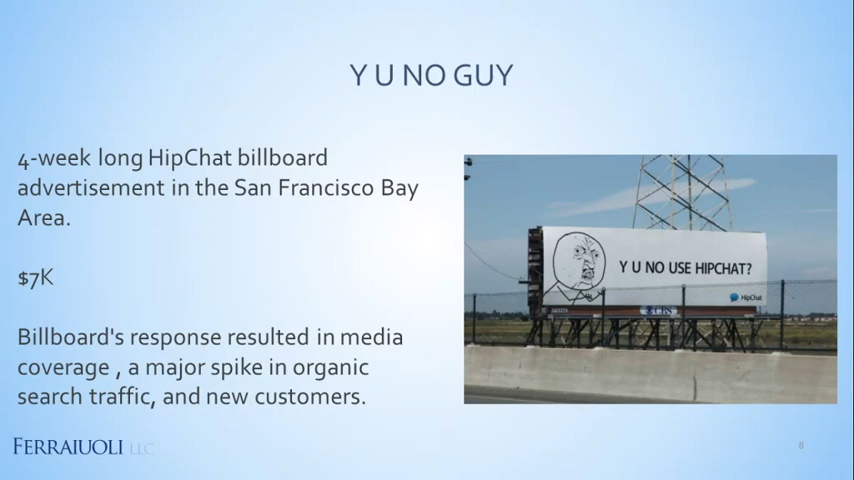 Y U NO GUY
4-week long HipChat billboard
advertisement in the San Francisco Bay
Area.
$7K
Billboard's response resulted in media
coverage , a major spike in organic
search traffic, and new customers.
Y U NO USE HIPCHAT?
HipChat
CBS
FERRAIUOLI LLC
8